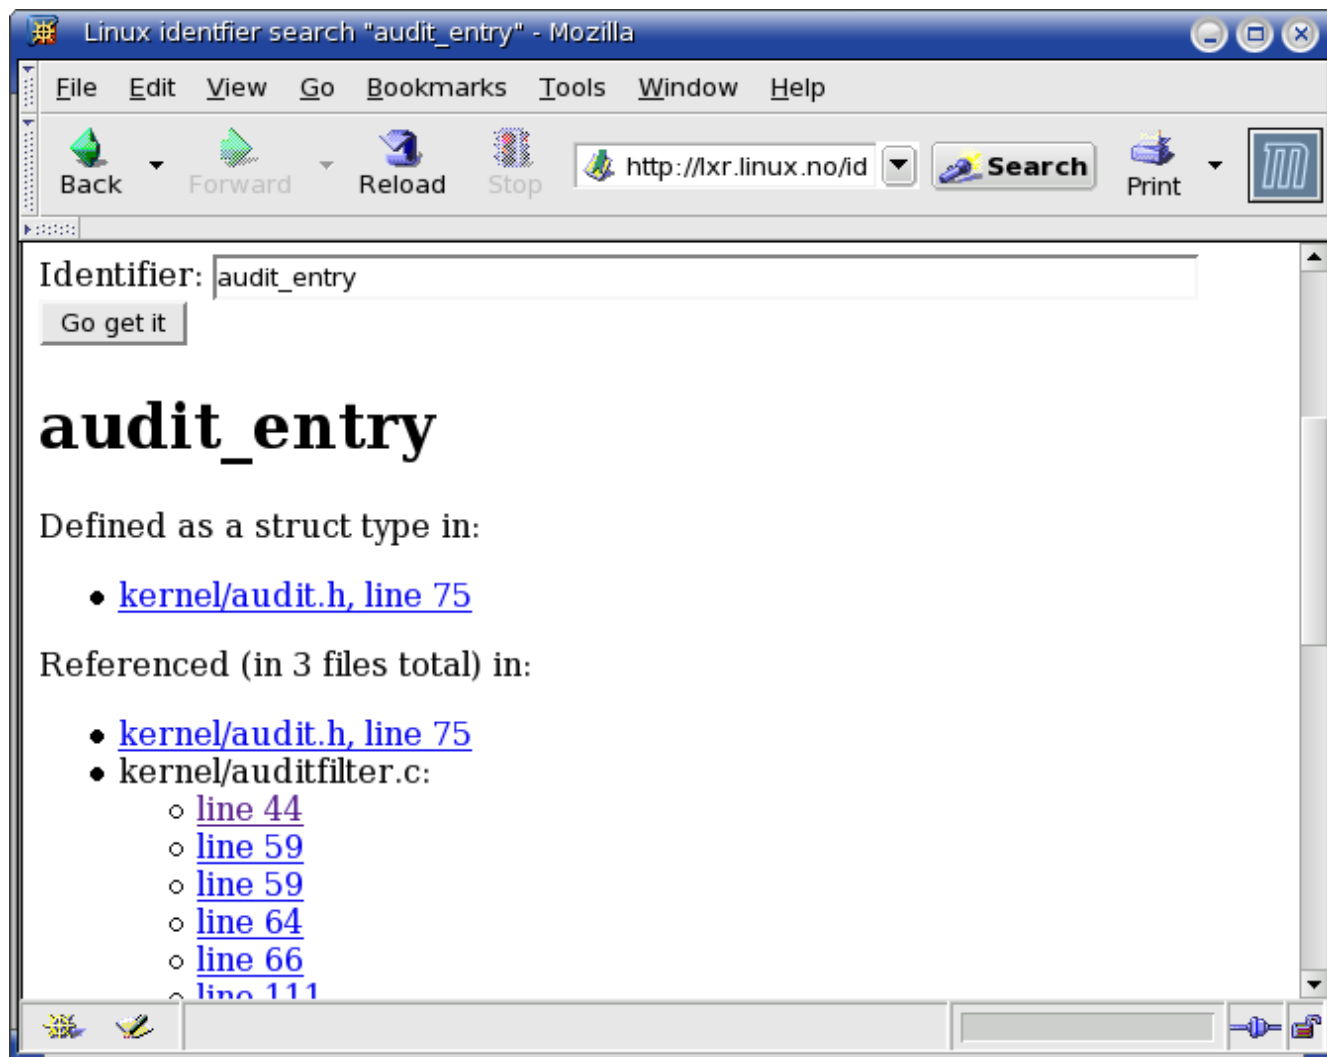 Linux identfier search "audit_entry" - Mozilla
File Edit View Go Bookmarks Tools Window Help
Back Forward Reload Stop http://lxr.linux.no/id Search Print
Identifier: audit_entry
Go get it
audit_entry
Defined as a struct type in:
kernel/audit.h, line 75
Referenced (in 3 files total) in:
kernel/audit.h, line 75
kernel/auditfilter.c:
line 44
line 59
line 59
line 64
line 66
line 111